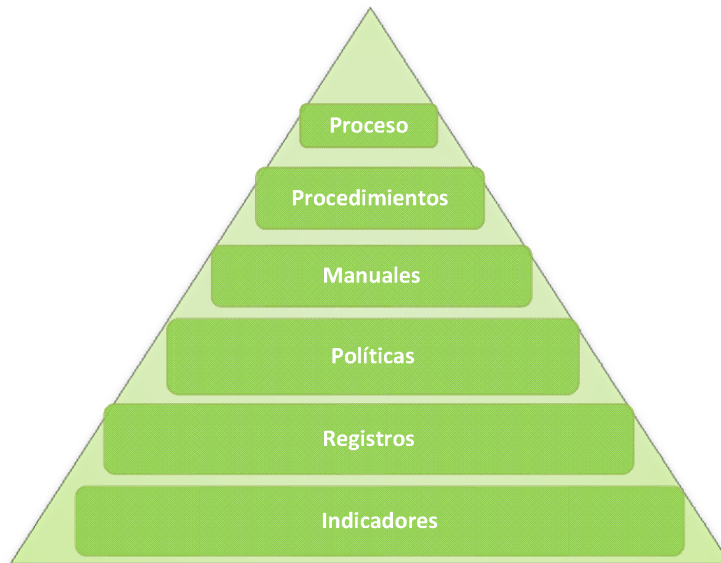 Proceso
Procedimientos
Manuales
Políticas
Registros
Indicadores